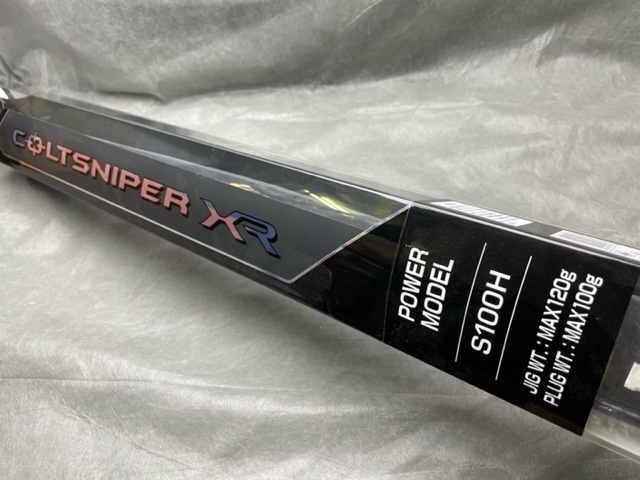 COLTSNIPER XR
POWER
MODEL
S100H
JIG WT. : MAX120g
PLUG WT. : MAX100g